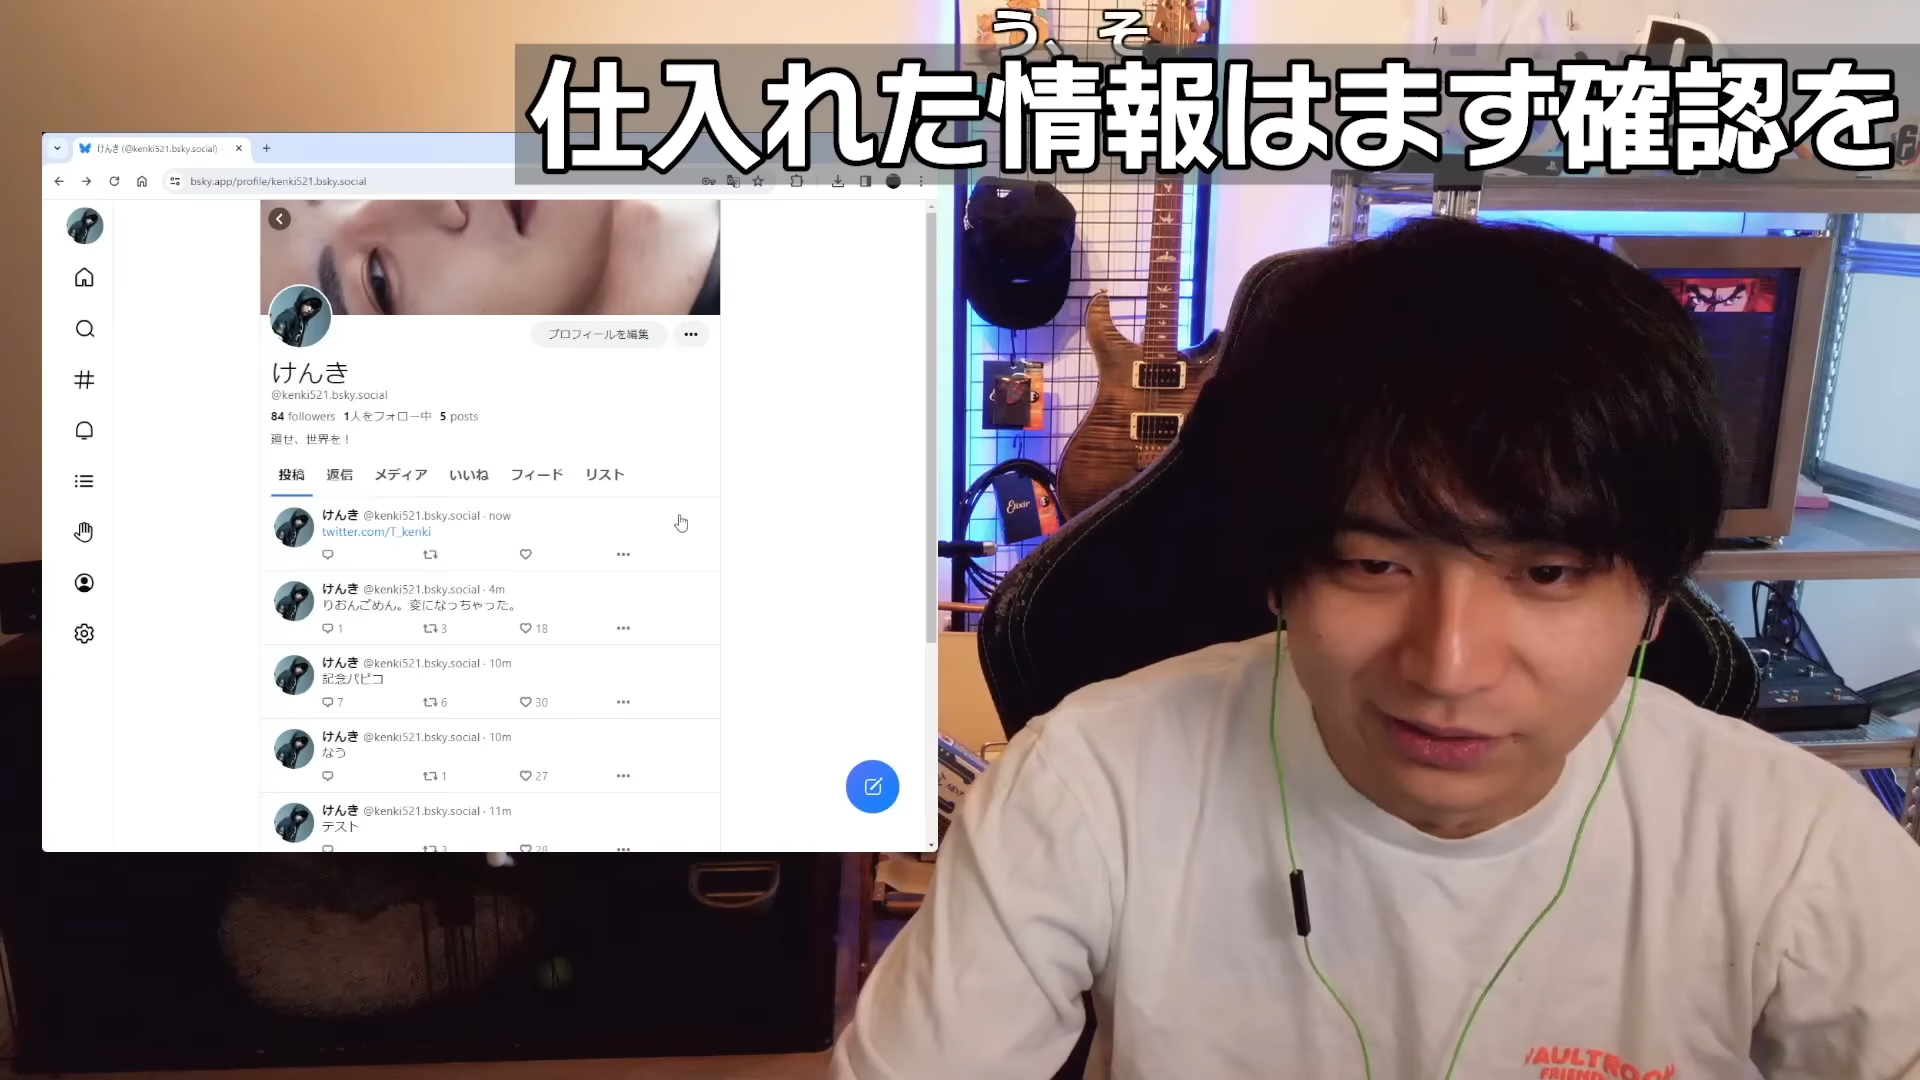 う、そ
仕入れた情報はまず確認を
けんき (@kenki521.bsky.social)
bsky.app/profile/kenki521.bsky.social
プロフィールを編集
けんき
@kenki521.bsky.social
84 followers 1人をフォロー中 5 posts
廻せ、世界を！
投稿 返信 メディア いいね フィード リスト
けんき @kenki521.bsky.social · now
twitter.com/T_kenki
けんき @kenki521.bsky.social · 4m
りおんごめん。変になっちゃった。
1 3 18
けんき @kenki521.bsky.social · 10m
記念パピコ
7 6 30
けんき @kenki521.bsky.social · 10m
なう
1 27
けんき @kenki521.bsky.social · 11m
テスト
3 28
Elixir
VAULTROOM
FRIEND